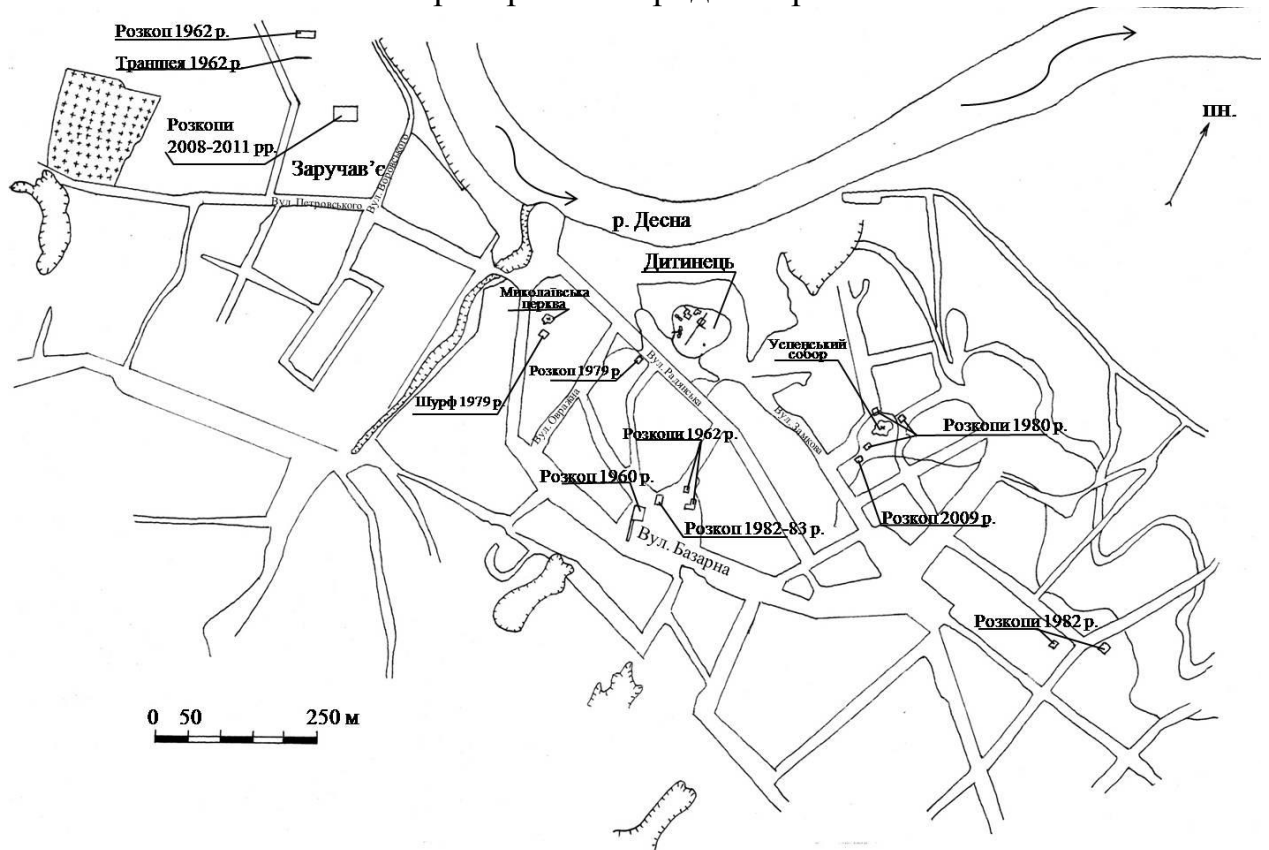 Розкоп 1962 р.
Траншея 1962 р.
Розкопи
2008-2011 рр.
Заручав’є
Вул. Воровського
Вул. Петровського
пн.
р. Десна
Дитинець
Миколаївська
церква
Успенський
собор
Розкоп 1979 р.
Вул. Радянська
Шурф 1979 р.
Вул. Овражна
Вул. Замкова
Розкопи 1962 р.
Розкопи 1980 р.
Розкоп 1960 р.
Розкоп 1982-83 р.
Розкоп 2009 р.
Вул. Базарна
Розкопи 1982 р.
0 50 250 м